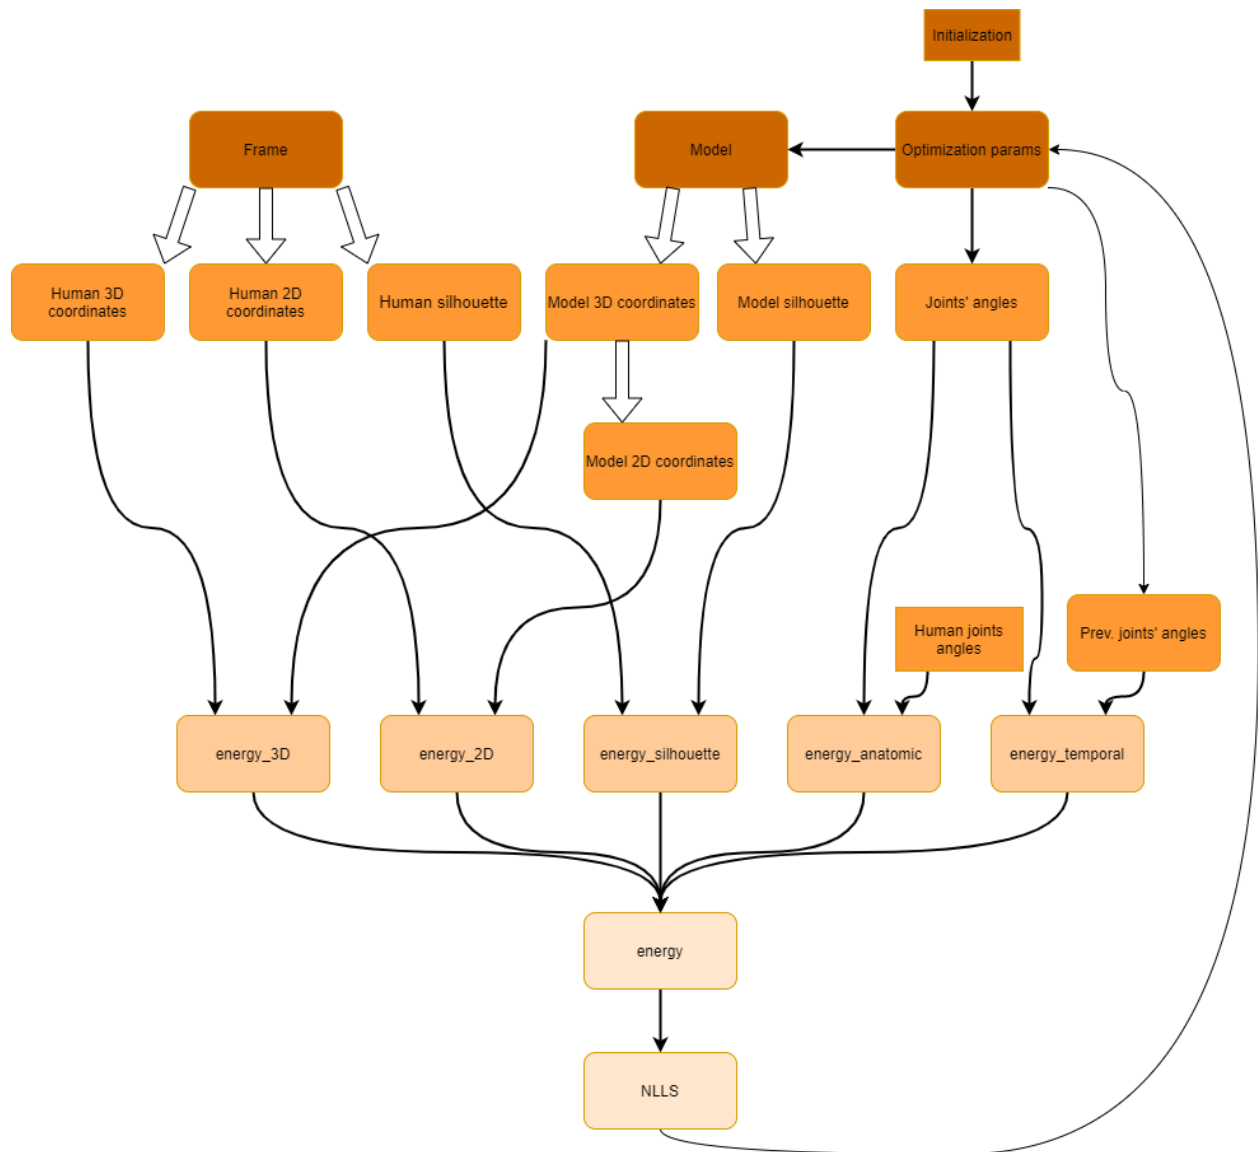 Initialization
Frame
Model
Optimization params
Human 3D
coordinates
Human 2D
coordinates
Human silhouette
Model 3D coordinates
Model silhouette
Joints' angles
Model 2D coordinates
Human joints
angles
Prev. joints' angles
energy_3D
energy_2D
energy_silhouette
energy_anatomic
energy_temporal
energy
NLLS